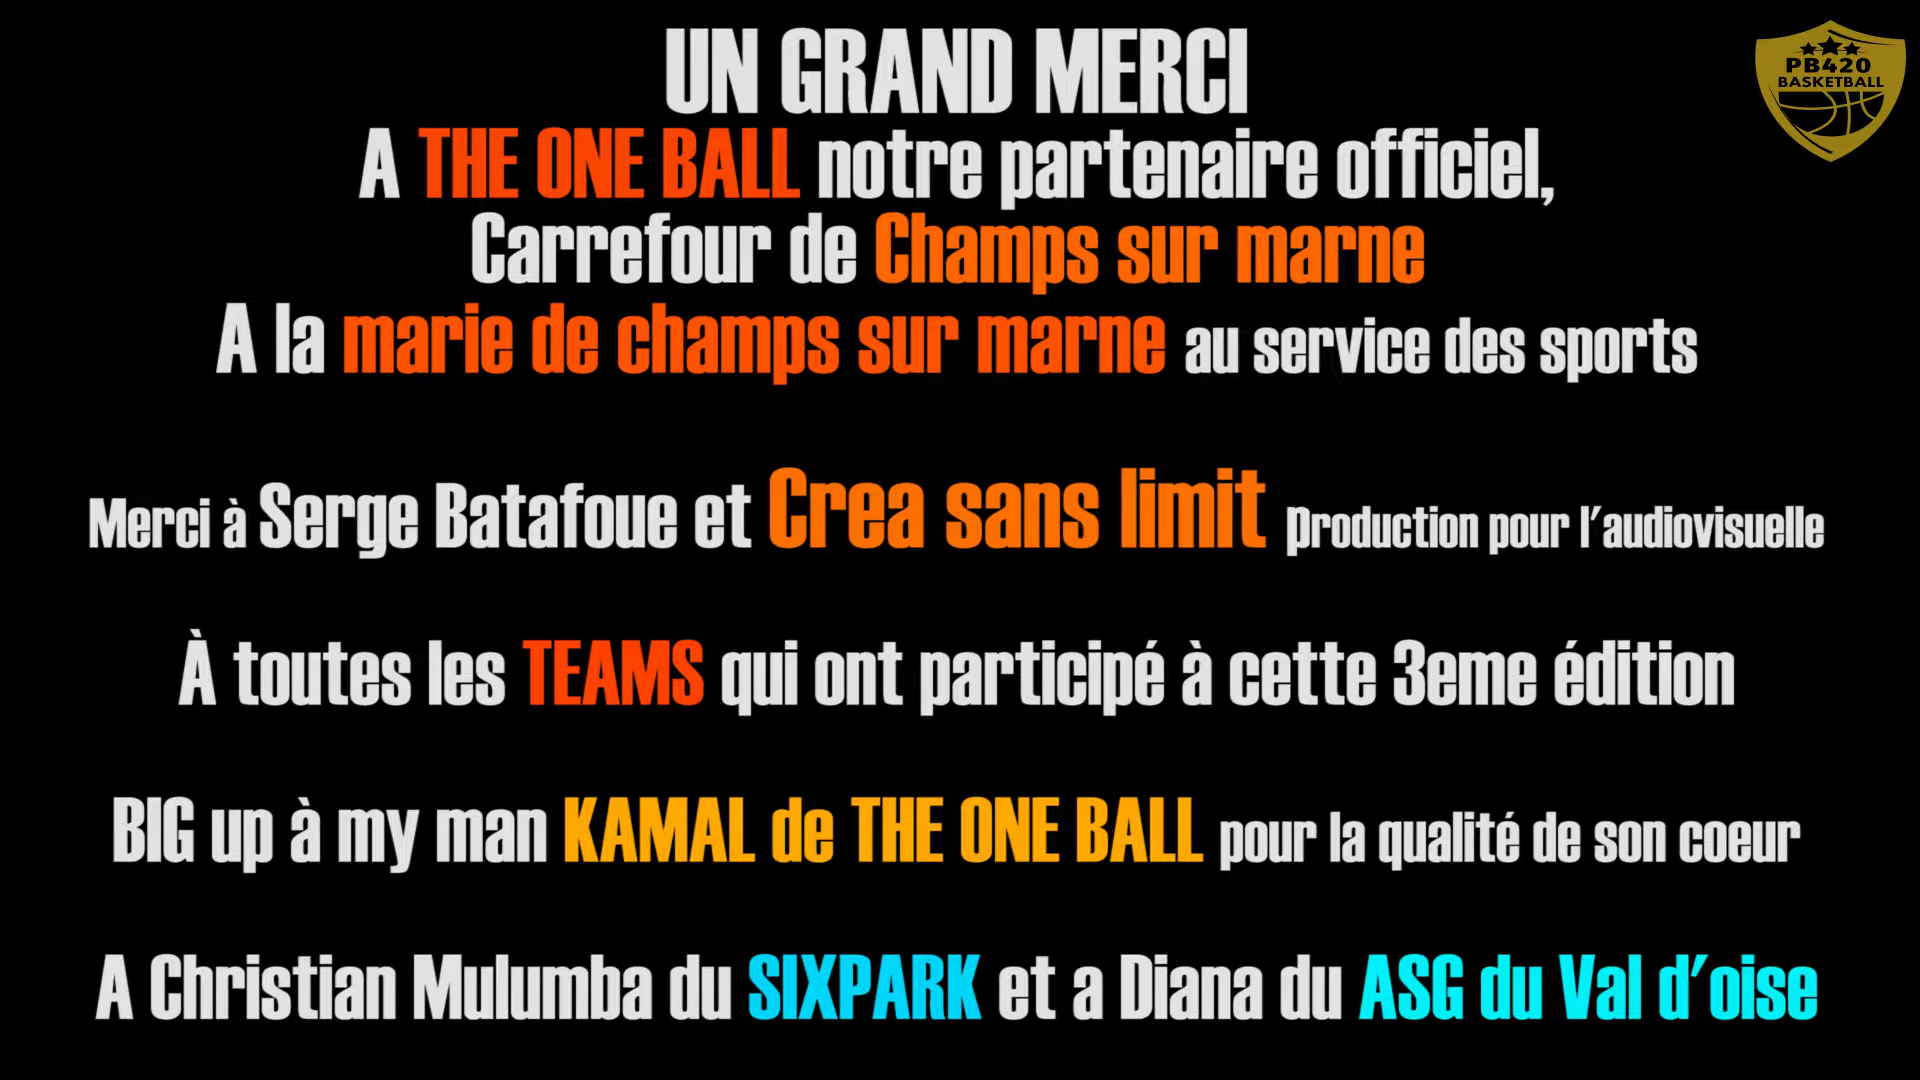 UN GRAND MERCI
PB420
BASKETBALL
A THE ONE BALL notre partenaire officiel,
Carrefour de Champs sur marne
A la marie de champs sur marne au service des sports
Merci à Serge Batafoue et Crea sans limit production pour l'audiovisuelle
À toutes les TEAMS qui ont participé à cette 3eme édition
BIG up à my man KAMAL de THE ONE BALL pour la qualité de son coeur
A Christian Mulumba du SIXPARK et a Diana du ASG du Val d'oise